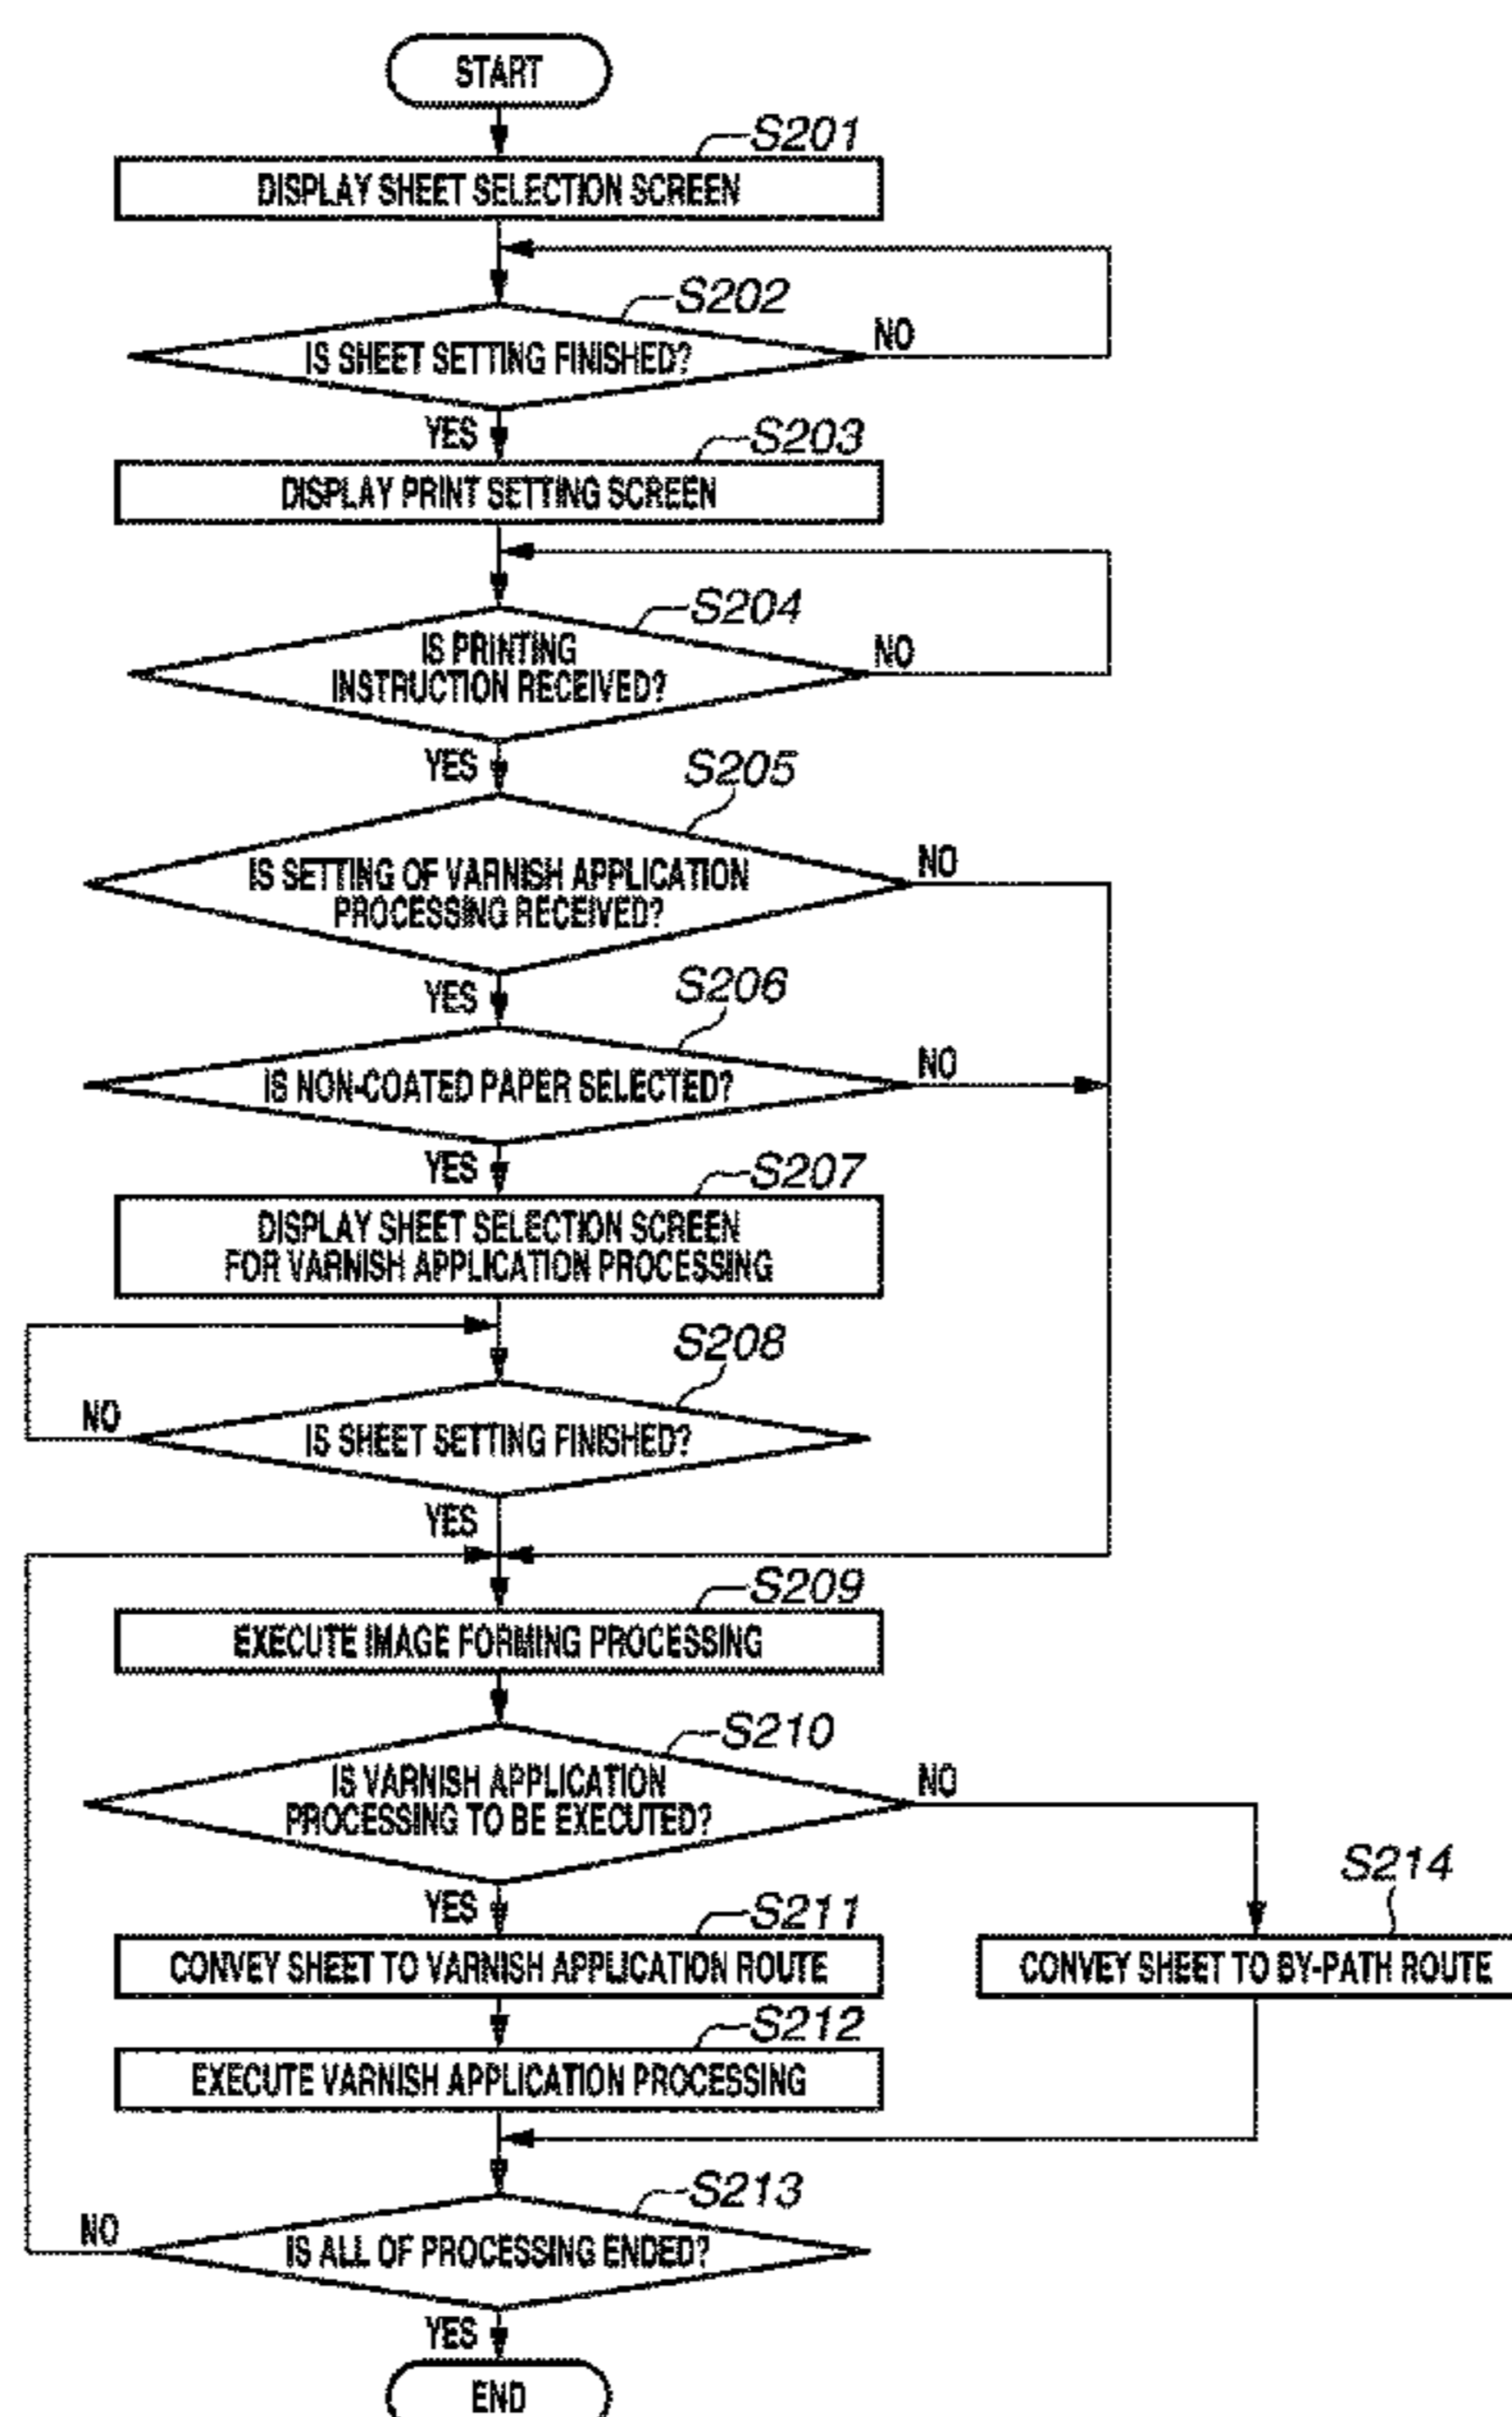 START
S201
DISPLAY SHEET SELECTION SCREEN
S202
IS SHEET SETTING FINISHED?
NO
YES
S203
DISPLAY PRINT SETTING SCREEN
S204
IS PRINTING
INSTRUCTION RECEIVED?
NO
YES
S205
IS SETTING OF VARNISH APPLICATION
PROCESSING RECEIVED?
NO
YES
S206
IS NON-COATED PAPER SELECTED?
NO
YES
S207
DISPLAY SHEET SELECTION SCREEN
FOR VARNISH APPLICATION PROCESSING
S208
NO
IS SHEET SETTING FINISHED?
YES
S209
EXECUTE IMAGE FORMING PROCESSING
S210
IS VARNISH APPLICATION
PROCESSING TO BE EXECUTED?
NO
YES
S211
CONVEY SHEET TO VARNISH APPLICATION ROUTE
S214
CONVEY SHEET TO BY-PATH ROUTE
S212
EXECUTE VARNISH APPLICATION PROCESSING
S213
NO
IS ALL OF PROCESSING ENDED?
YES
END